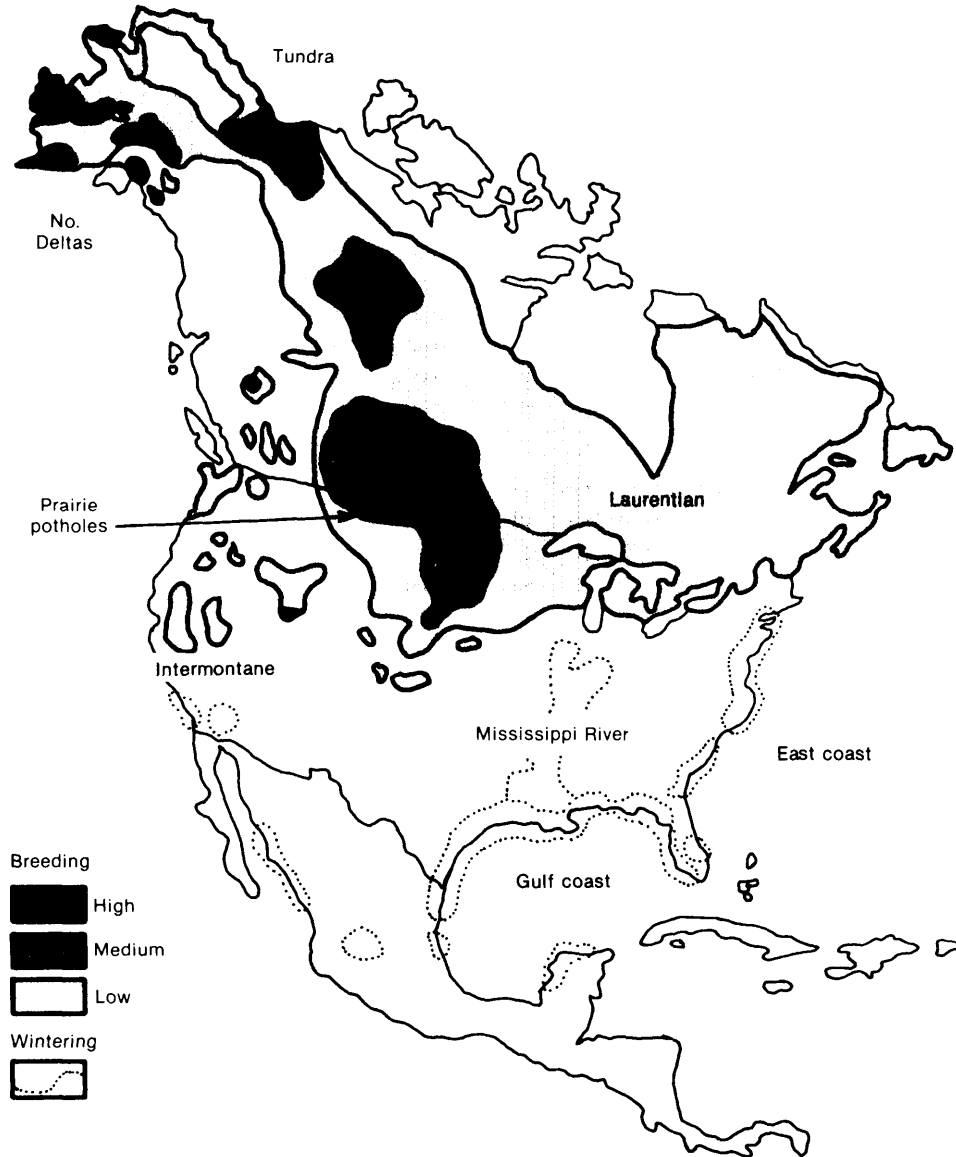 Tundra
No.
Deltas
Prairie
potholes
Laurentian
Intermontane
Mississippi River
East coast
Gulf coast
Breeding
High
Medium
Low
Wintering